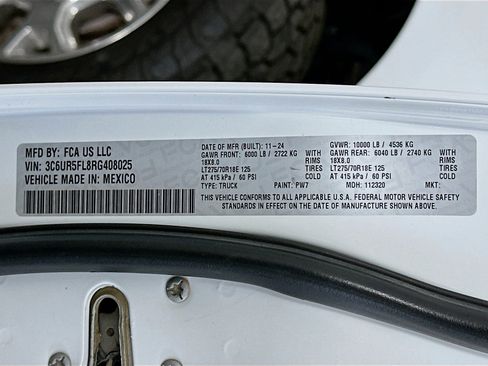 MFD BY: FCA US LLC
VIN: 3C6UR5FL8RG408025
VEHICLE MADE IN: MEXICO
DATE OF MFR (BUILT): 11-24
GAWR FRONT: 6000 LB / 2722 KG
18X8.0 RIMS WITH
LT275/70R18E 125 TIRES
AT 415 kPa / 60 PSI COLD
TYPE: TRUCK PAINT: PW7
GVWR: 10000 LB / 4536 KG
GAWR REAR: 6040 LB / 2740 KG
WITH 18X8.0 RIMS
TIRES LT275/70R18E 125
COLD AT 415 kPa / 60 PSI
MOH: 112320 MKT:
THIS VEHICLE CONFORMS TO ALL APPLICABLE U.S.A. FEDERAL MOTOR VEHICLE SAFETY
STANDARDS IN EFFECT ON THE DATE OF MANUFACTURE SHOWN ABOVE.